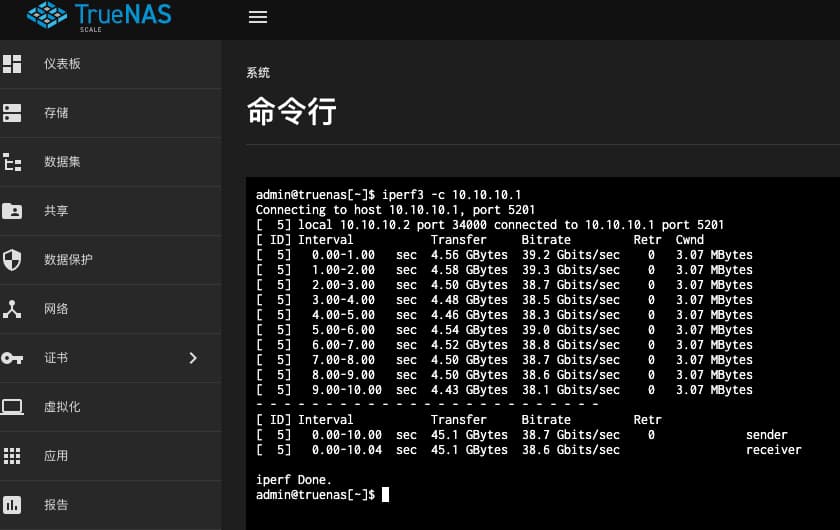 TrueNAS
SCALE
仪表板
存储
数据集
共享
数据保护
网络
证书
虚拟化
应用
报告
系统
命令行
admin@truenas[~]$ iperf3 -c 10.10.10.1
Connecting to host 10.10.10.1, port 5201
[  5] local 10.10.10.2 port 34000 connected to 10.10.10.1 port 5201
[ ID] Interval           Transfer     Bitrate         Retr  Cwnd
[  5]   0.00-1.00   sec  4.56 GBytes  39.2 Gbits/sec    0   3.07 MBytes
[  5]   1.00-2.00   sec  4.58 GBytes  39.3 Gbits/sec    0   3.07 MBytes
[  5]   2.00-3.00   sec  4.50 GBytes  38.7 Gbits/sec    0   3.07 MBytes
[  5]   3.00-4.00   sec  4.48 GBytes  38.5 Gbits/sec    0   3.07 MBytes
[  5]   4.00-5.00   sec  4.46 GBytes  38.3 Gbits/sec    0   3.07 MBytes
[  5]   5.00-6.00   sec  4.54 GBytes  39.0 Gbits/sec    0   3.07 MBytes
[  5]   6.00-7.00   sec  4.52 GBytes  38.8 Gbits/sec    0   3.07 MBytes
[  5]   7.00-8.00   sec  4.50 GBytes  38.7 Gbits/sec    0   3.07 MBytes
[  5]   8.00-9.00   sec  4.50 GBytes  38.6 Gbits/sec    0   3.07 MBytes
[  5]   9.00-10.00  sec  4.43 GBytes  38.1 Gbits/sec    0   3.07 MBytes
- - - - - - - - - - - - - - - - - - - - - - - - -
[ ID] Interval           Transfer     Bitrate         Retr
[  5]   0.00-10.00  sec  45.1 GBytes  38.7 Gbits/sec    0             sender
[  5]   0.00-10.04  sec  45.1 GBytes  38.6 Gbits/sec                  receiver
iperf Done.
admin@truenas[~]$